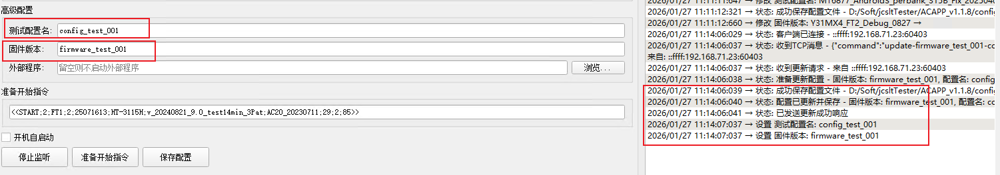 高级配置
测试配置名: config_test_001
固件版本: firmware_test_001
外部程序: 留空则不启动外部程序 浏览...
准备开始指令
<<START;2;FT1;2;25071613;HT-3115H;v_20240821_9.0_test14min_3Pat;AC20_20230711;29;2;85>>
开机自启动
停止监听 准备开始指令 保存配置
2026/01/27 11:11:11:647 → 修改 测试配置名: MT6877_AndroidS_perbank_315B_Fix_2025040
2026/01/27 11:11:12:321 → 状态: 成功保存配置文件 - D:/Soft/jcsltTester/ACAPP_v1.1.8/config
2026/01/27 11:11:12:660 → 修改 固件版本: Y31MX4_FT2_Debug_0827 →
2026/01/27 11:14:06:029 → 状态: 客户端已连接 - ::ffff:192.168.71.23:60403
2026/01/27 11:14:06:037 → 状态: 收到TCP消息 - {"command":"update-firmware_test_001-co
来自: ::ffff:192.168.71.23:60403
2026/01/27 11:14:06:037 → 状态: 收到更新请求 - 来自 ::ffff:192.168.71.23:60403
2026/01/27 11:14:06:038 → 状态: 准备更新配置 - 固件版本: firmware_test_001, 配置名: config
2026/01/27 11:14:06:039 → 状态: 成功保存配置文件 - D:/Soft/jcsltTester/ACAPP_v1.1.8/config
2026/01/27 11:14:06:040 → 状态: 配置已更新并保存 - 固件版本: firmware_test_001, 配置名: co
2026/01/27 11:14:06:041 → 状态: 已发送更新成功响应
2026/01/27 11:14:07:037 → 设置 测试配置名: config_test_001
2026/01/27 11:14:07:037 → 设置 固件版本: firmware_test_001